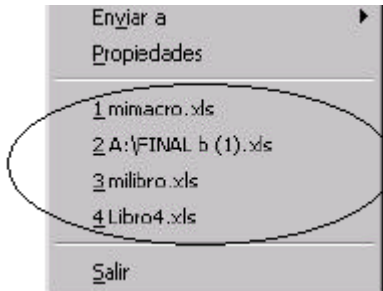 Enviar a
Propiedades
1 mimacro.xls
2 A:\FINAL b (1).xls
3 milibro.xls
4 Libro4.xls
Salir